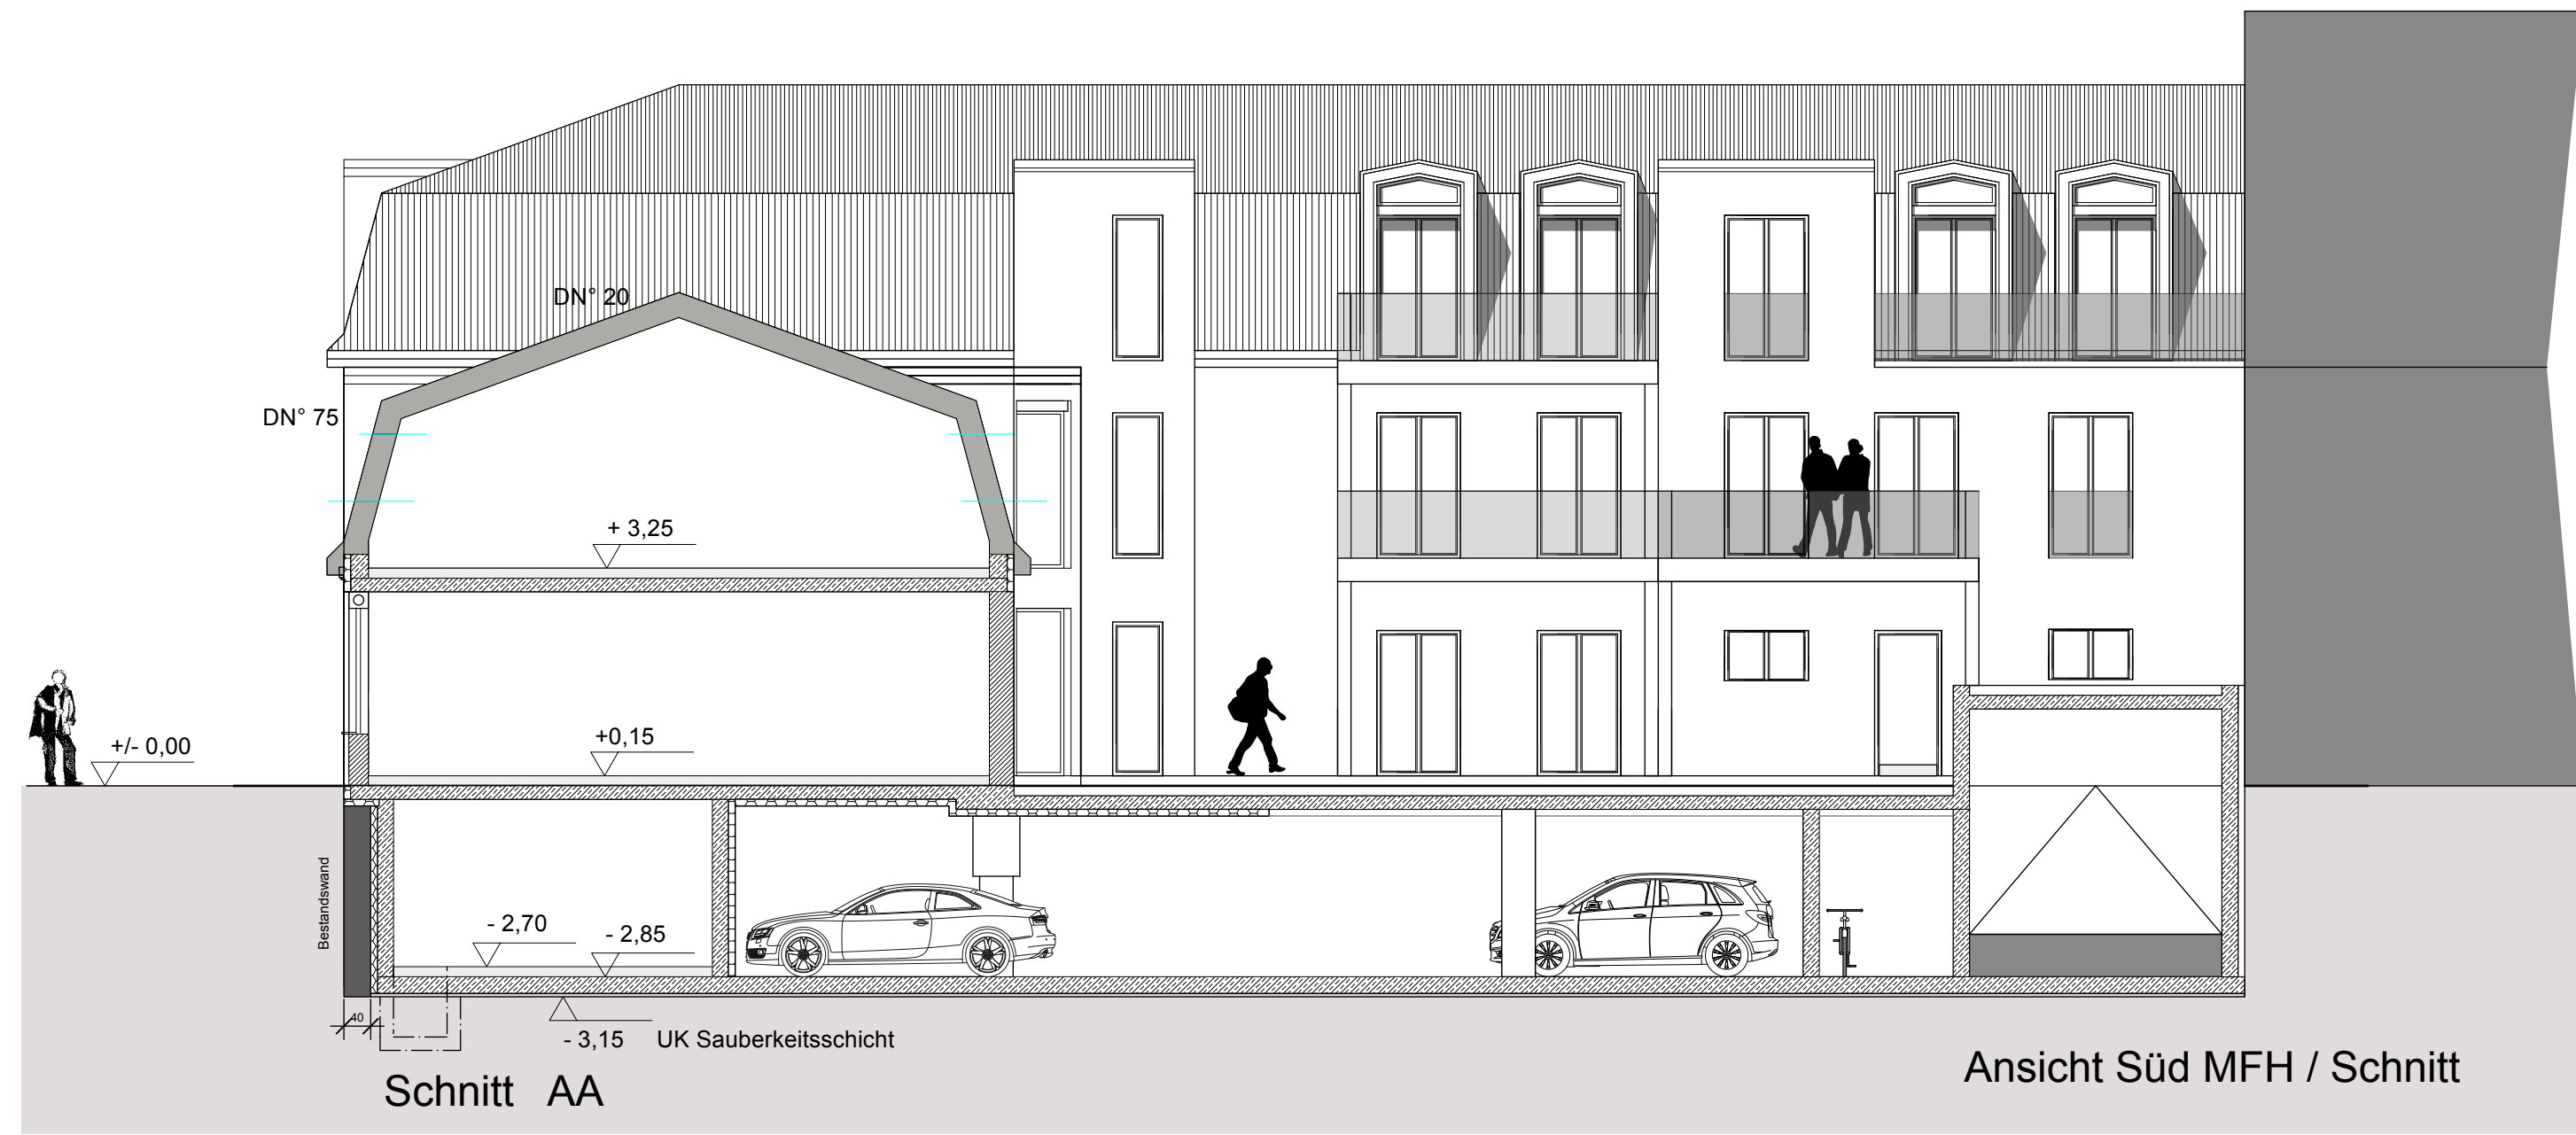 DN° 20
DN° 75
+ 3,25
+/- 0,00
+0,15
Bestandswand
- 2,70
- 2,85
40
- 3,15 UK Sauberkeitsschicht
Schnitt AA
Ansicht Süd MFH / Schnitt